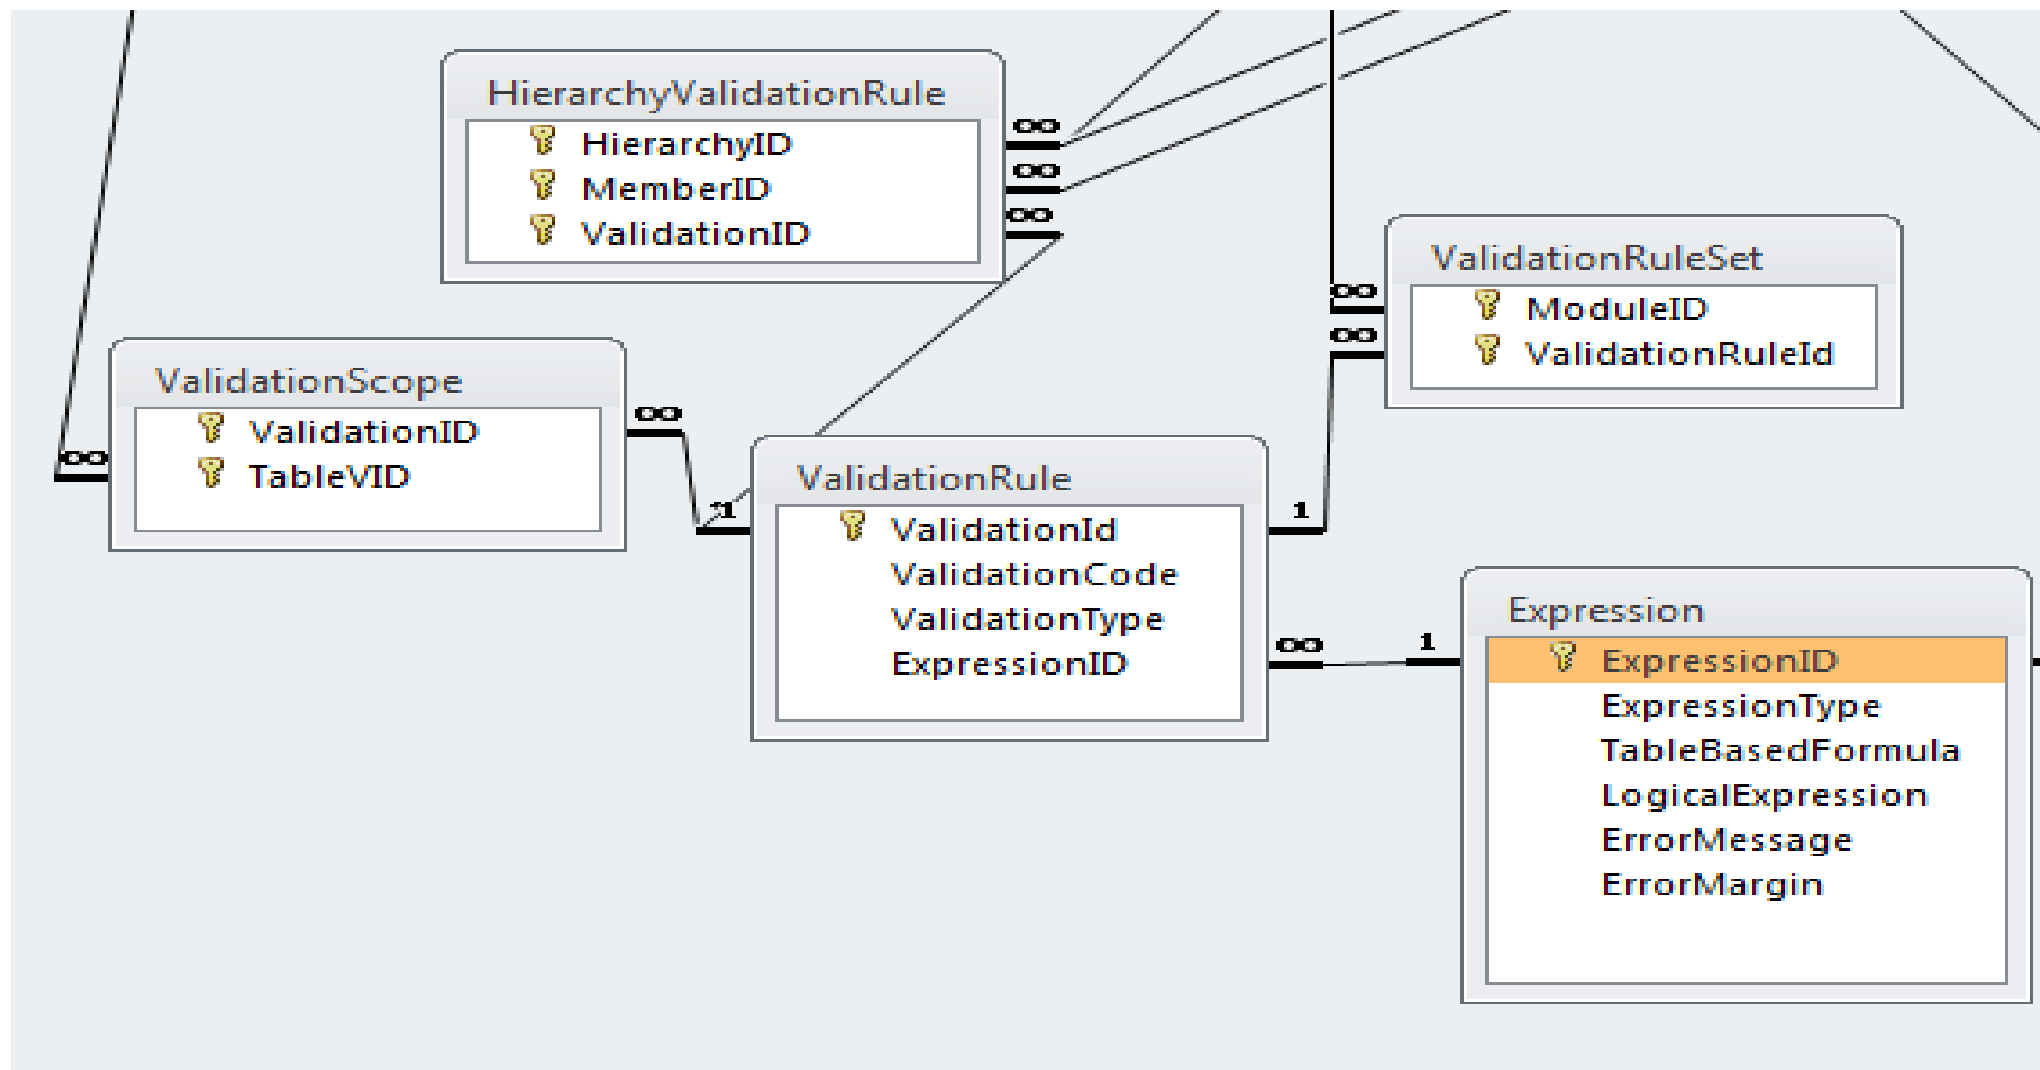 HierarchyValidationRule
HierarchyID
MemberID
ValidationID
∞
∞
∞
ValidationRuleSet
ModuleID
ValidationRuleId
∞
∞
ValidationScope
ValidationID
TableVID
∞
∞
ValidationRule
ValidationId
ValidationCode
ValidationType
ExpressionID
1
1
∞
1
Expression
ExpressionID
ExpressionType
TableBasedFormula
LogicalExpression
ErrorMessage
ErrorMargin